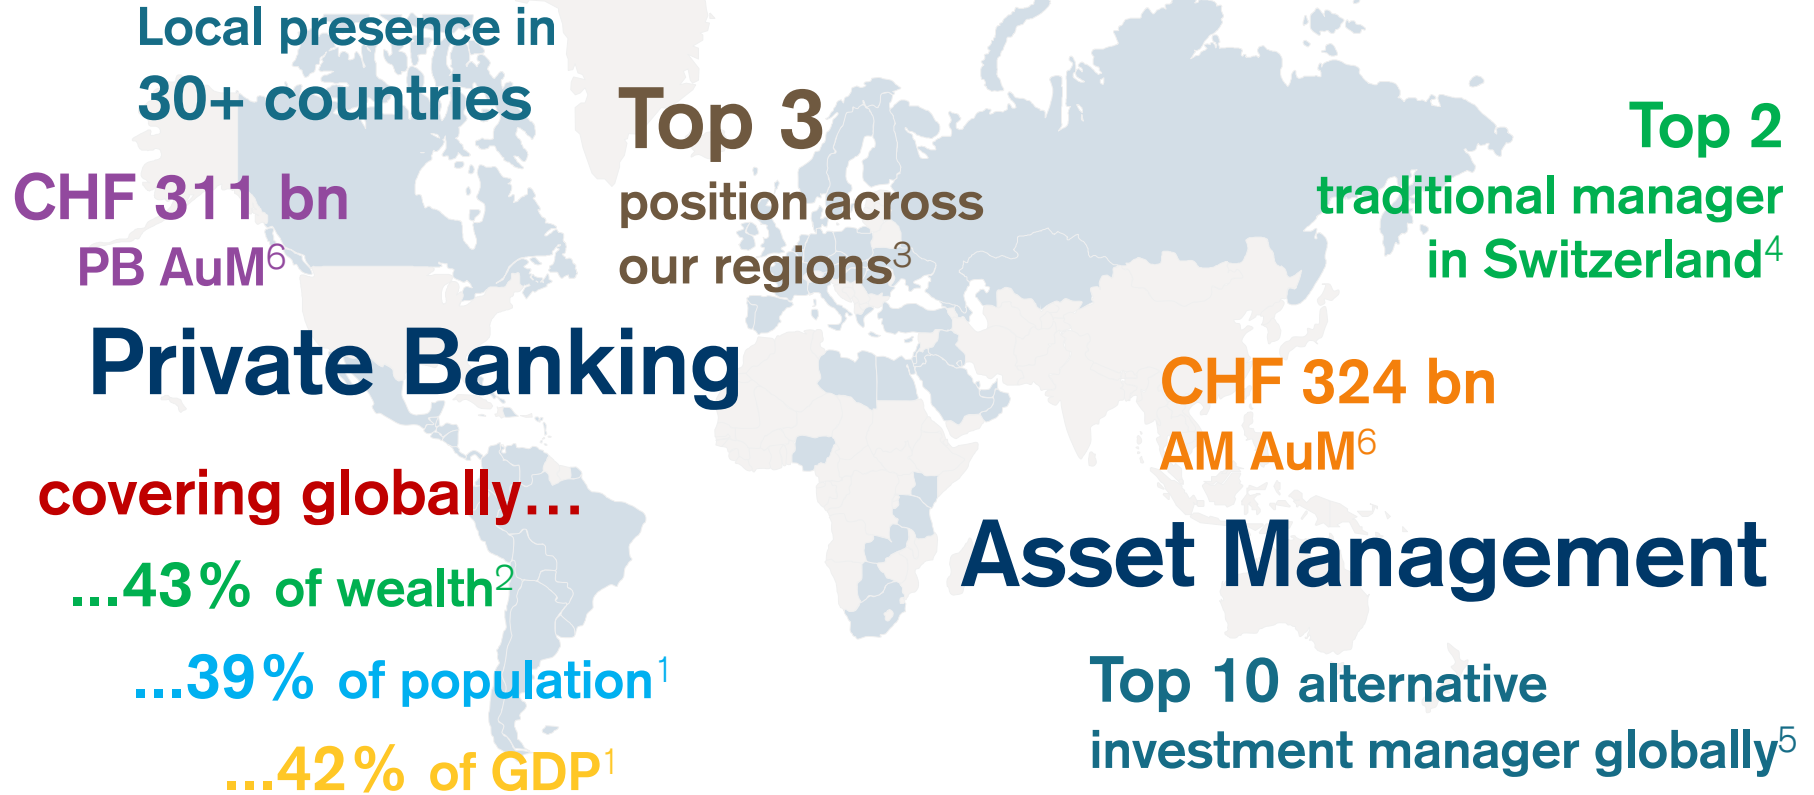 Local presence in
30+ countries
CHF 311 bn
PB AuM⁶
Top 3
position across
our regions³
Private Banking
covering globally…
...43% of wealth²
...39% of population¹
...42% of GDP¹
Top 2
traditional manager
in Switzerland⁴
CHF 324 bn
AM AuM⁶
Asset Management
Top 10 alternative
investment manager globally⁵